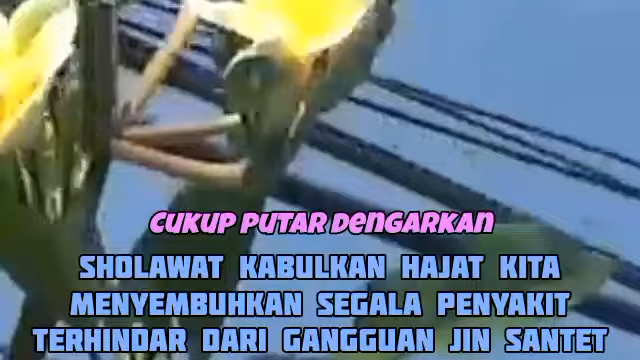 CUKUP PUTAR DENGARKAN
SHOLAWAT KABULKAN HAJAT KITA
MENYEMBUHKAN SEGALA PENYAKIT
TERHINDAR DARI GANGGUAN JIN SANTET